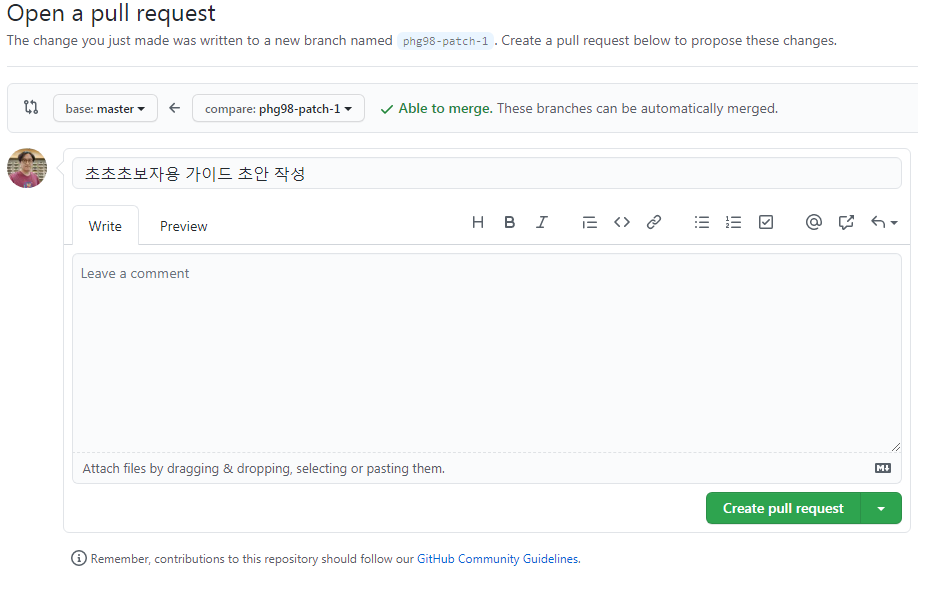 Open a pull request
The change you just made was written to a new branch named phg98-patch-1. Create a pull request below to propose these changes.
base: master compare: phg98-patch-1 Able to merge. These branches can be automatically merged.
초초초보자용 가이드 초안 작성
Write Preview H B I @
Leave a comment
Attach files by dragging & dropping, selecting or pasting them.
Create pull request
Remember, contributions to this repository should follow our GitHub Community Guidelines.